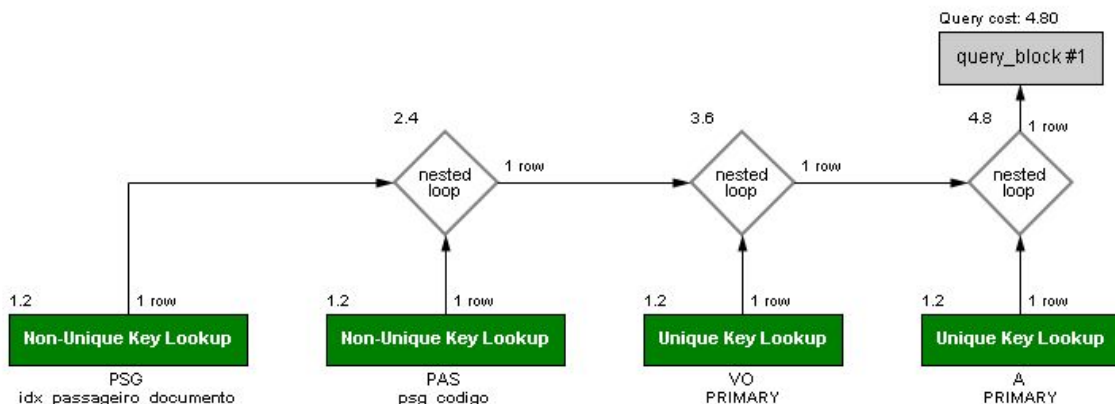 Query cost: 4.80
query_block #1
2.4
3.6
4.8
1 row
nested
loop
1 row
nested
loop
1 row
nested
loop
1.2
1 row
1.2
1 row
1.2
1 row
1.2
1 row
Non-Unique Key Lookup
Non-Unique Key Lookup
Unique Key Lookup
Unique Key Lookup
PSG
PAS
VO
A
idx_passageiro_documento
psg_codigo
PRIMARY
PRIMARY